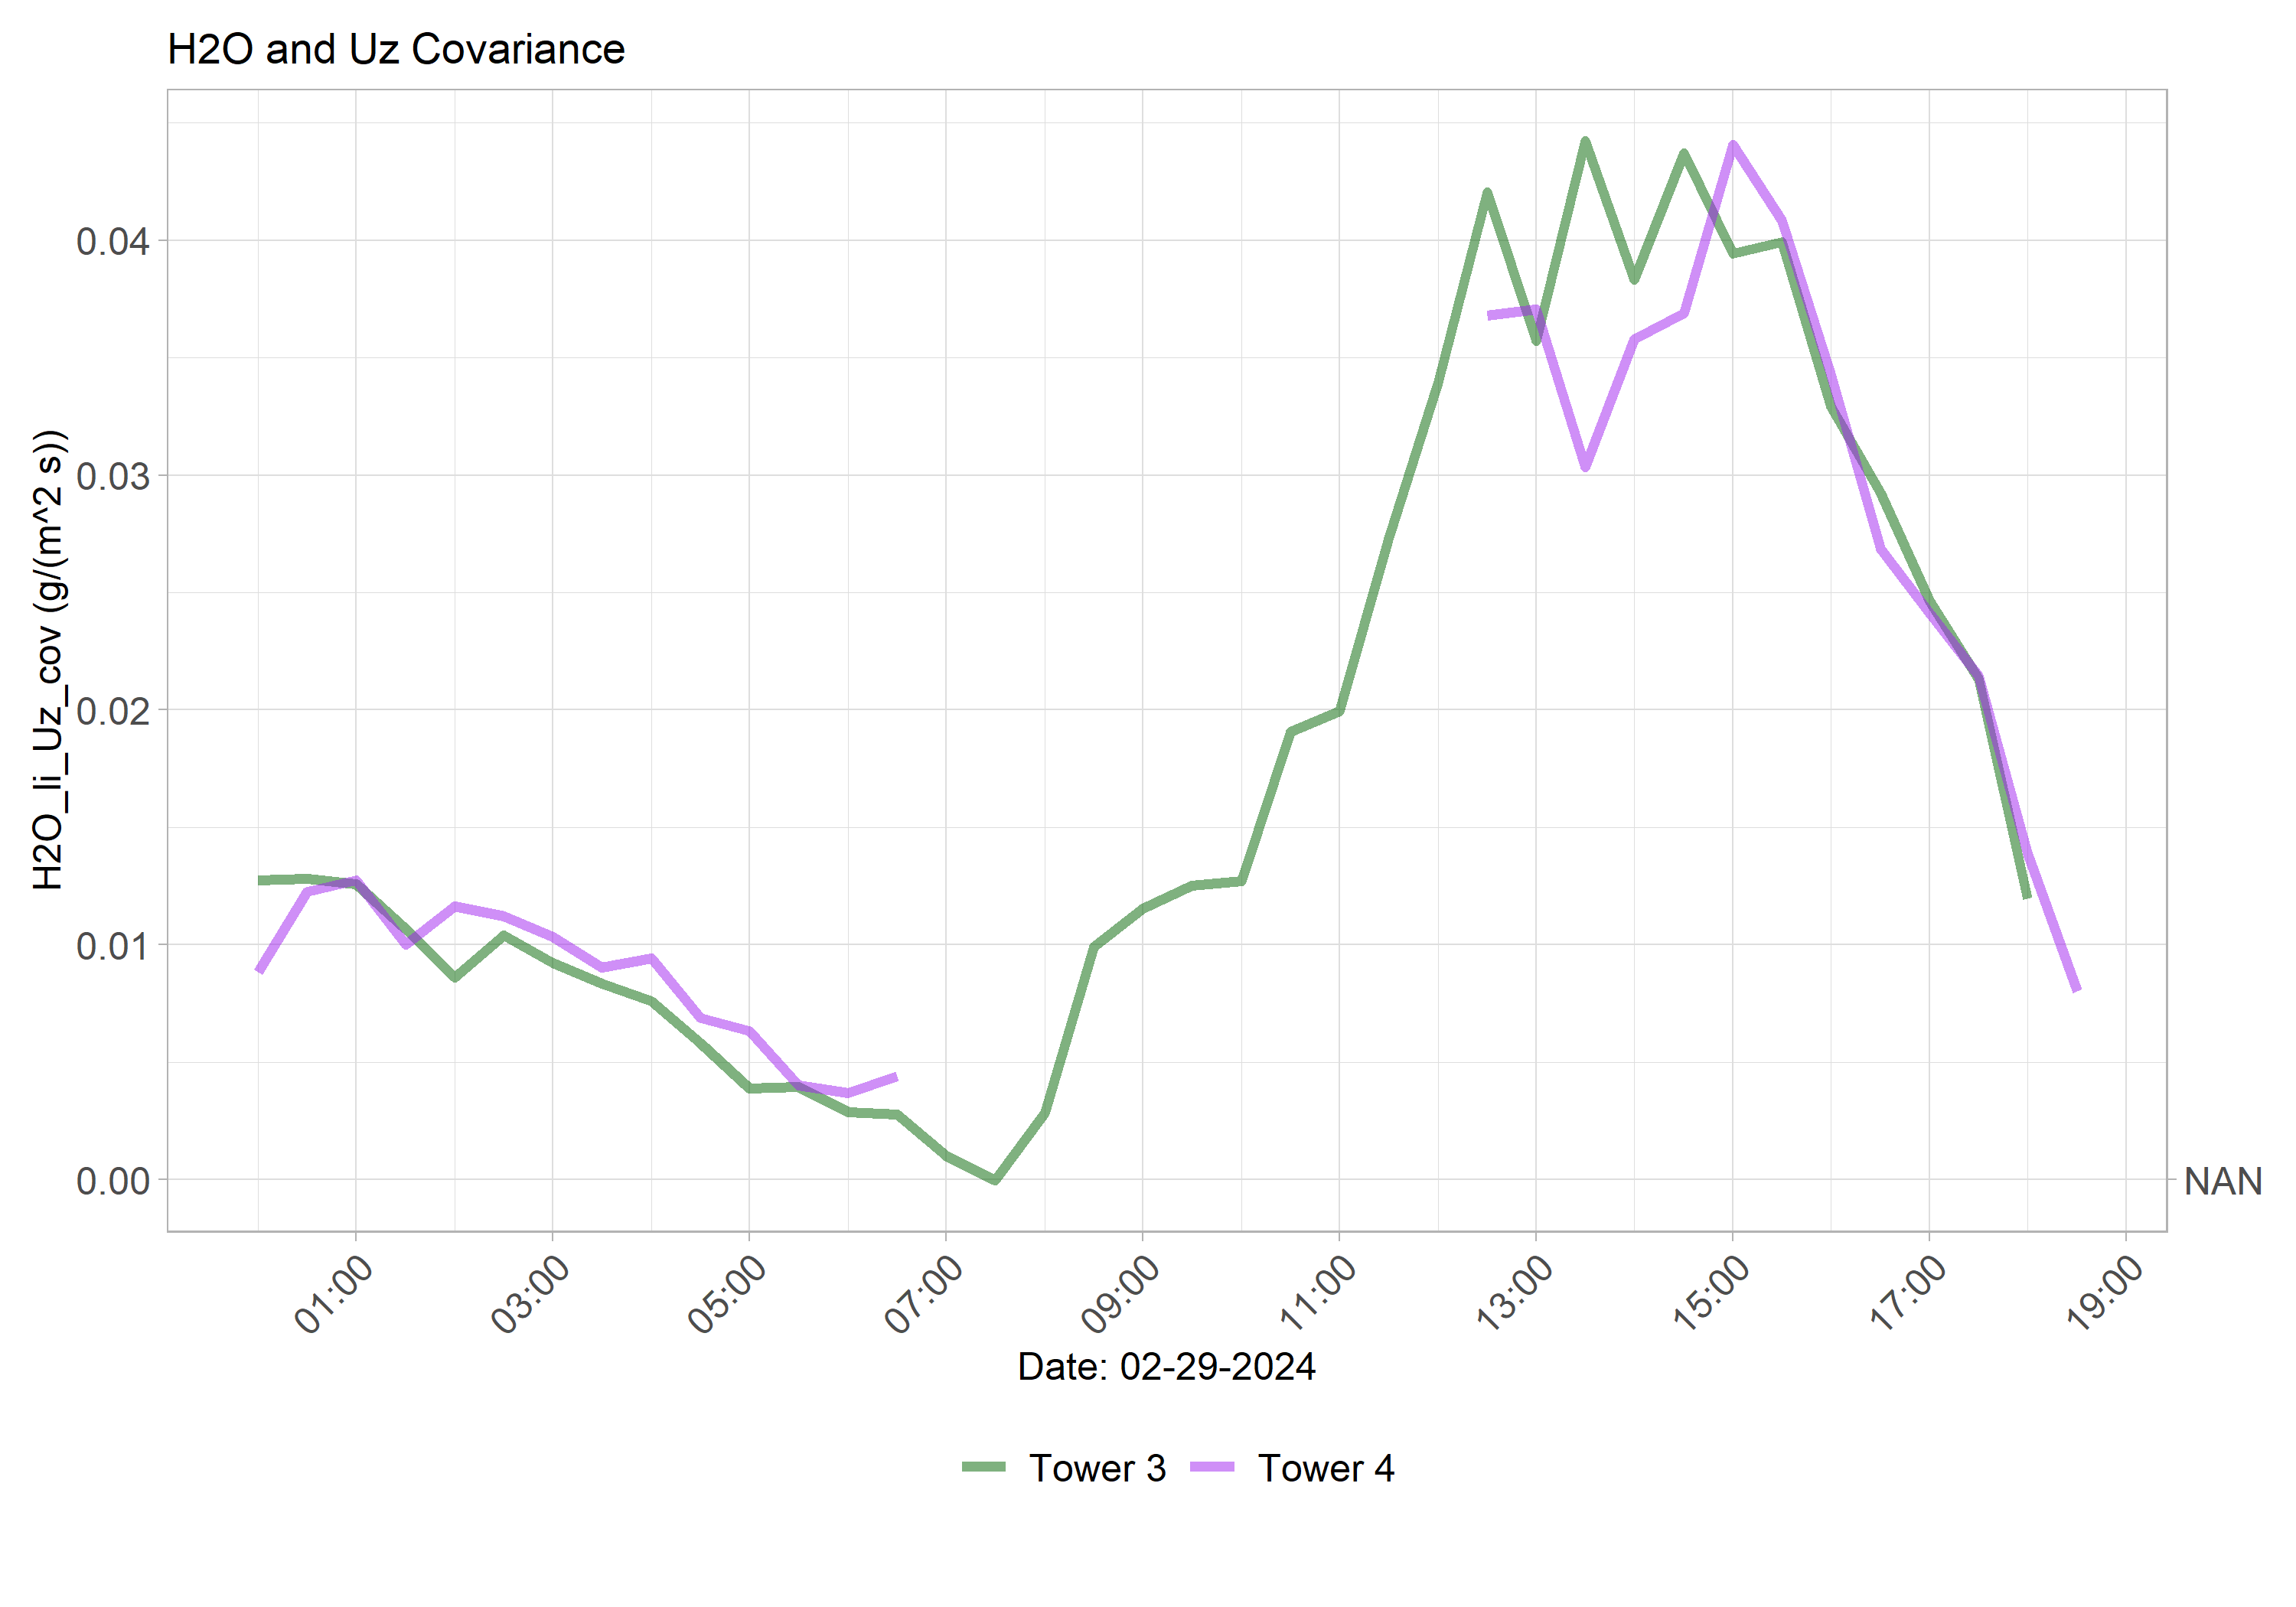 H2O and Uz Covariance
H2O_li_Uz_cov (g/(m^2 s))
0.04
0.03
0.02
0.01
0.00
NAN
01:00
03:00
05:00
07:00
09:00
11:00
13:00
15:00
17:00
19:00
Date: 02-29-2024
Tower 3
Tower 4